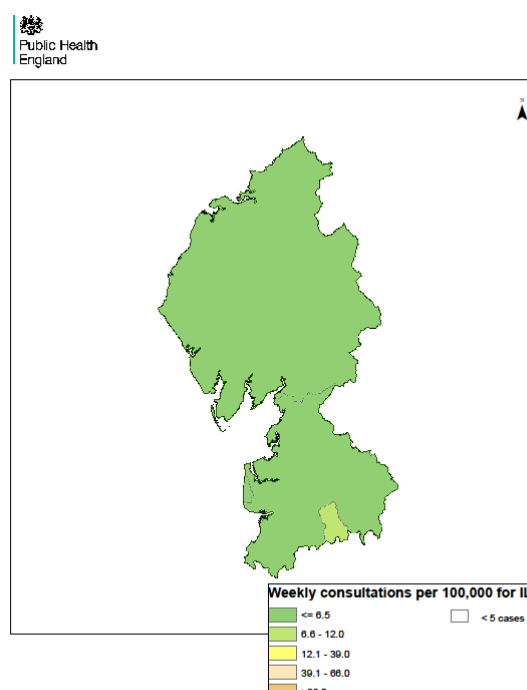 Public Health
England
N
Weekly consultations per 100,000 for IL
<= 6.5
< 5 cases
6.6 - 12.0
12.1 - 39.0
39.1 - 66.0